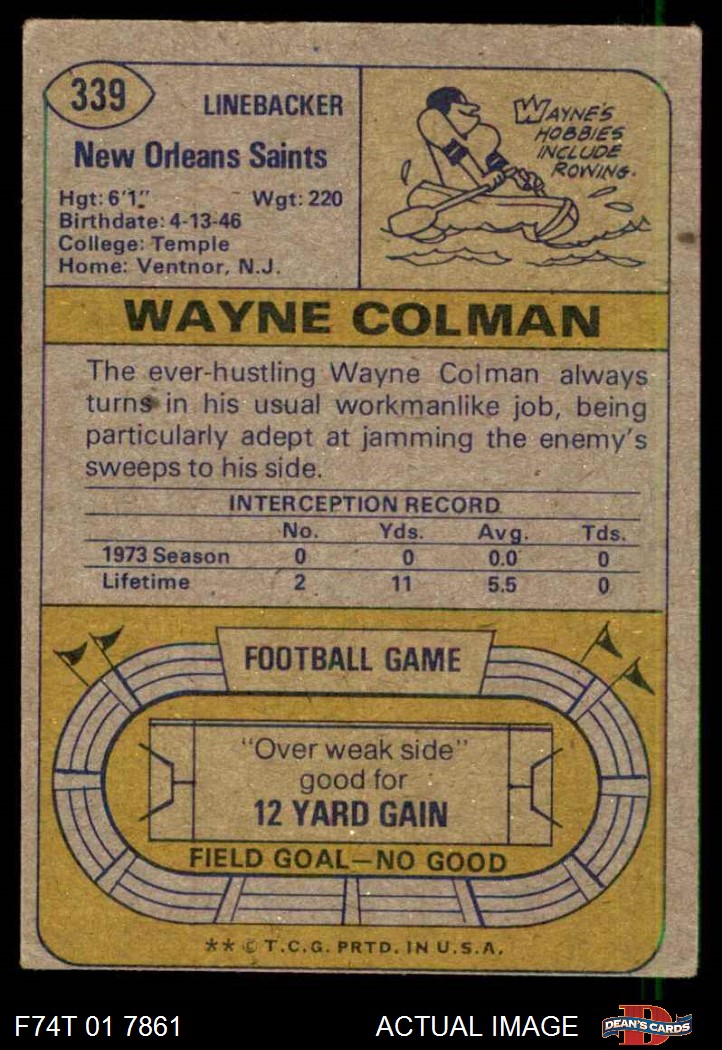 339
LINEBACKER
New Orleans Saints
Hgt: 6'1" Wgt: 220
Birthdate: 4-13-46
College: Temple
Home: Ventnor, N.J.
WAYNE'S
HOBBIES
INCLUDE
ROWING.
WAYNE COLMAN
The ever-hustling Wayne Colman always
turns in his usual workmanlike job, being
particularly adept at jamming the enemy's
sweeps to his side.
INTERCEPTION RECORD
No. Yds. Avg. Tds.
1973 Season 0 0 0.0 0
Lifetime 2 11 5.5 0
FOOTBALL GAME
"Over weak side"
good for
12 YARD GAIN
FIELD GOAL—NO GOOD
** © T.C.G. PRTD. IN U.S.A.
F74T 01 7861 ACTUAL IMAGE
D
DEAN'S CARDS